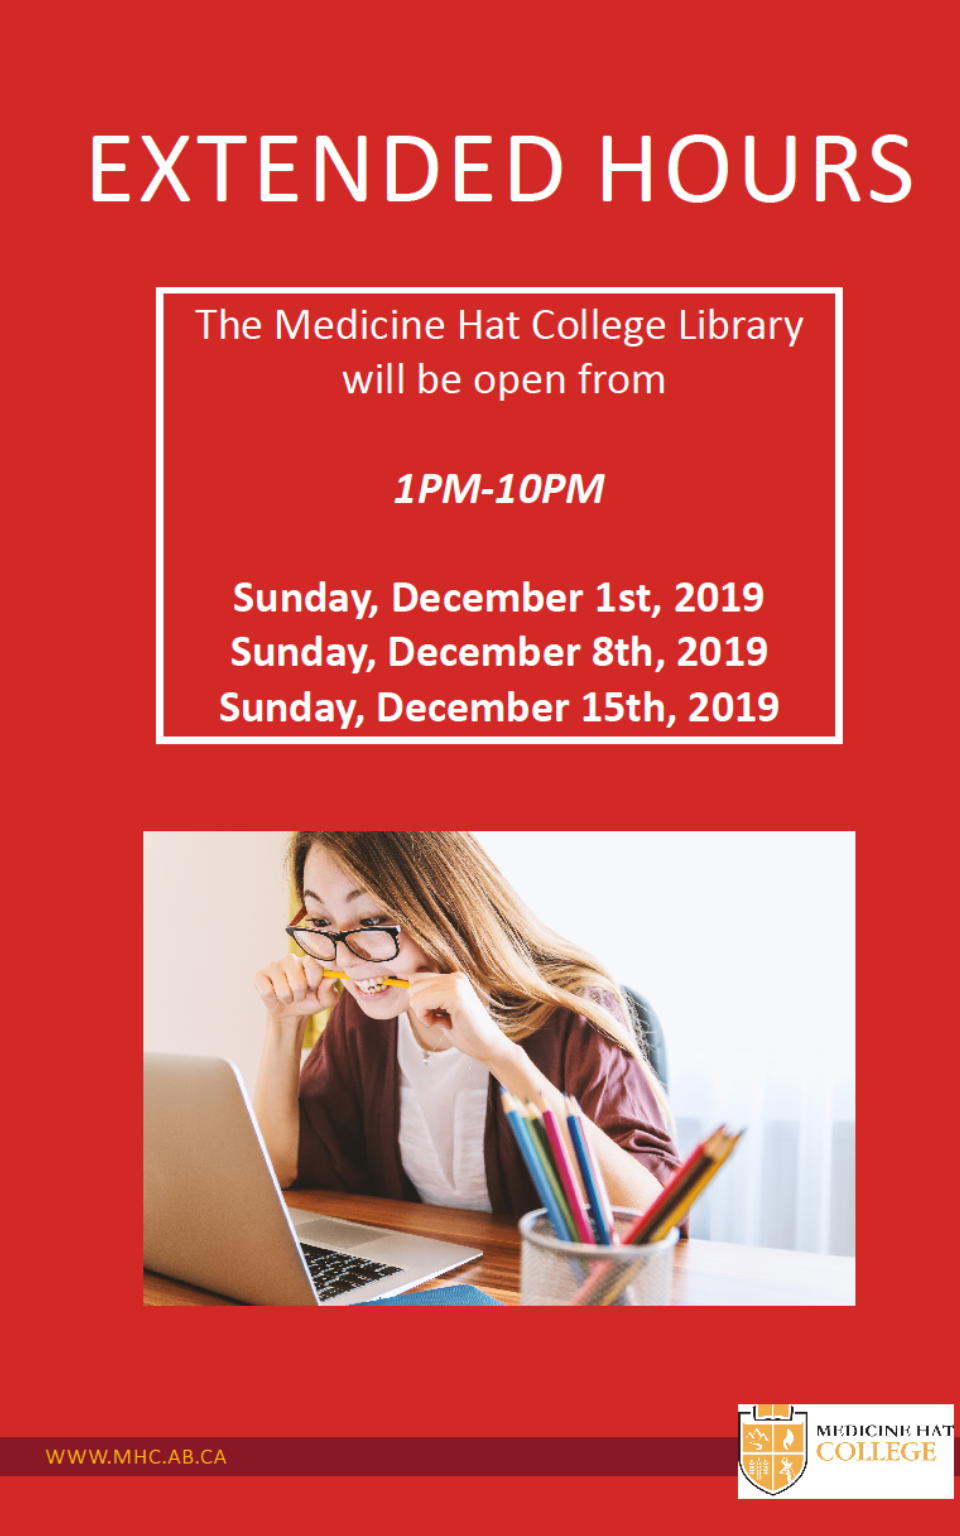 EXTENDED HOURS
The Medicine Hat College Library
will be open from
1PM-10PM
Sunday, December 1st, 2019
Sunday, December 8th, 2019
Sunday, December 15th, 2019
WWW.MHC.AB.CA
MEDICINE HAT
COLLEGE